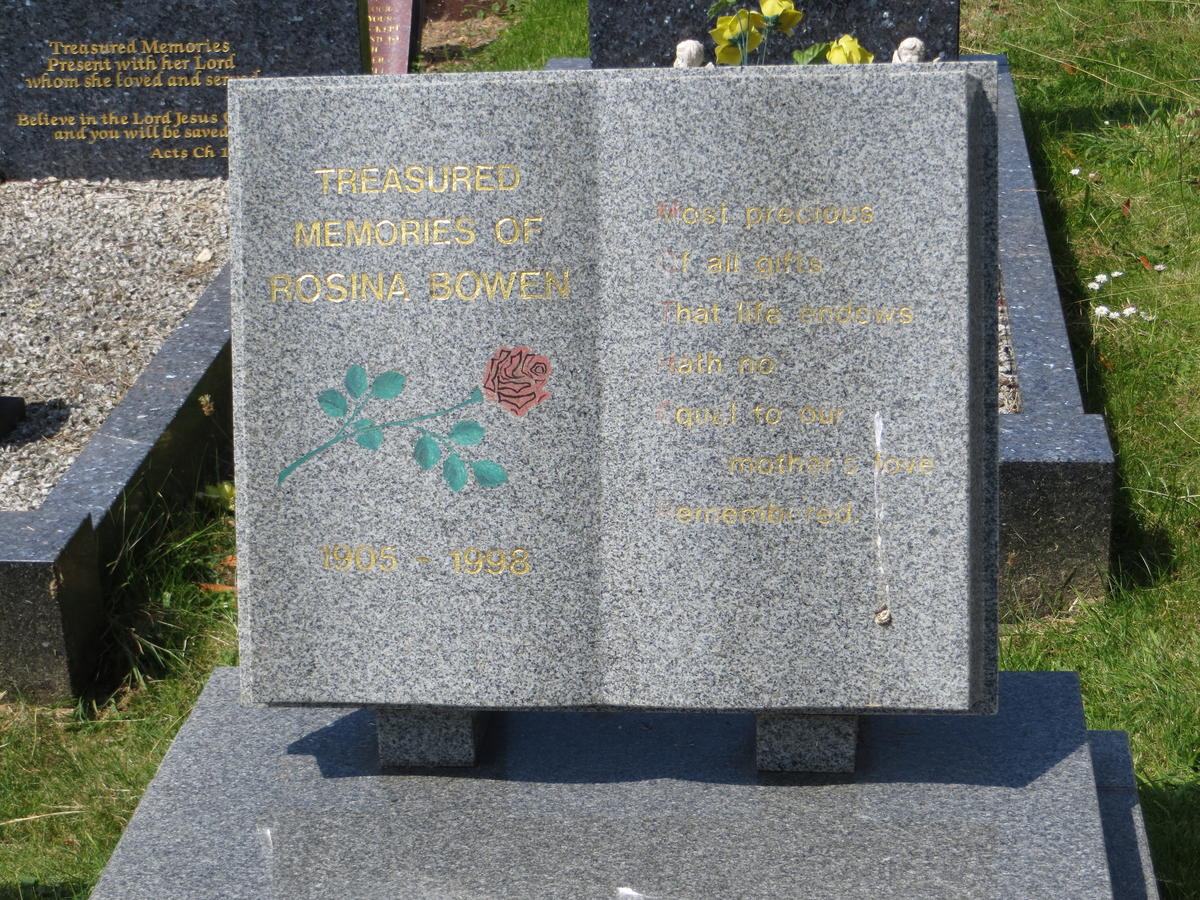 Treasured Memories
Present with her Lord
whom she loved and served
Believe in the Lord Jesus
and you will be saved
Acts Ch
TREASURED
MEMORIES OF
ROSINA BOWEN
1905 - 1998
Most precious
Of all gifts
That life endows
Hath no
Equal to our
mother's love
Remembered